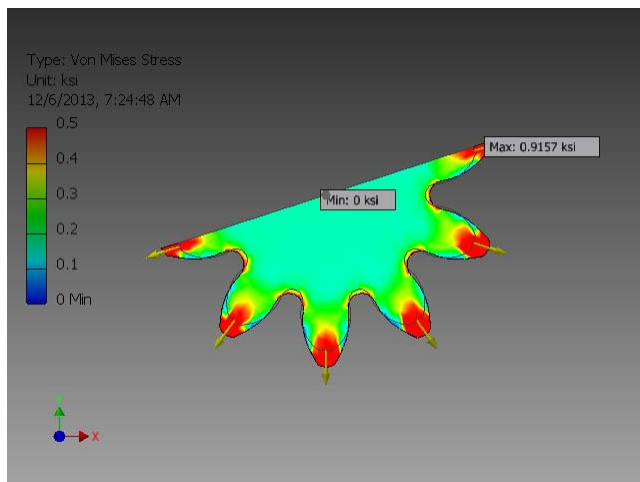 Type: Von Mises Stress
Unit: ksi
12/6/2013, 7:24:48 AM
0.5
0.4
0.3
0.2
0.1
0 Min
Max: 0.9157 ksi
Min: 0 ksi
Y
X